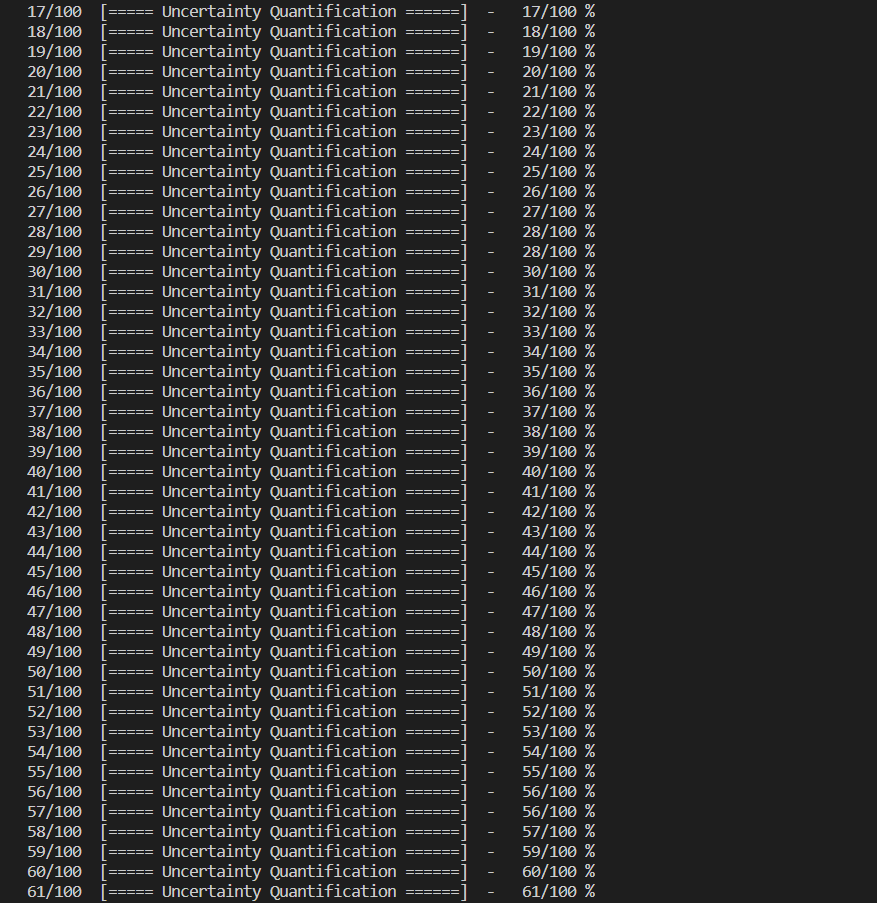 17/100 [===== Uncertainty Quantification ======] - 17/100 %
18/100 [===== Uncertainty Quantification ======] - 18/100 %
19/100 [===== Uncertainty Quantification ======] - 19/100 %
20/100 [===== Uncertainty Quantification ======] - 20/100 %
21/100 [===== Uncertainty Quantification ======] - 21/100 %
22/100 [===== Uncertainty Quantification ======] - 22/100 %
23/100 [===== Uncertainty Quantification ======] - 23/100 %
24/100 [===== Uncertainty Quantification ======] - 24/100 %
25/100 [===== Uncertainty Quantification ======] - 25/100 %
26/100 [===== Uncertainty Quantification ======] - 26/100 %
27/100 [===== Uncertainty Quantification ======] - 27/100 %
28/100 [===== Uncertainty Quantification ======] - 28/100 %
29/100 [===== Uncertainty Quantification ======] - 28/100 %
30/100 [===== Uncertainty Quantification ======] - 30/100 %
31/100 [===== Uncertainty Quantification ======] - 31/100 %
32/100 [===== Uncertainty Quantification ======] - 32/100 %
33/100 [===== Uncertainty Quantification ======] - 33/100 %
34/100 [===== Uncertainty Quantification ======] - 34/100 %
35/100 [===== Uncertainty Quantification ======] - 35/100 %
36/100 [===== Uncertainty Quantification ======] - 36/100 %
37/100 [===== Uncertainty Quantification ======] - 37/100 %
38/100 [===== Uncertainty Quantification ======] - 38/100 %
39/100 [===== Uncertainty Quantification ======] - 39/100 %
40/100 [===== Uncertainty Quantification ======] - 40/100 %
41/100 [===== Uncertainty Quantification ======] - 41/100 %
42/100 [===== Uncertainty Quantification ======] - 42/100 %
43/100 [===== Uncertainty Quantification ======] - 43/100 %
44/100 [===== Uncertainty Quantification ======] - 44/100 %
45/100 [===== Uncertainty Quantification ======] - 45/100 %
46/100 [===== Uncertainty Quantification ======] - 46/100 %
47/100 [===== Uncertainty Quantification ======] - 47/100 %
48/100 [===== Uncertainty Quantification ======] - 48/100 %
49/100 [===== Uncertainty Quantification ======] - 49/100 %
50/100 [===== Uncertainty Quantification ======] - 50/100 %
51/100 [===== Uncertainty Quantification ======] - 51/100 %
52/100 [===== Uncertainty Quantification ======] - 52/100 %
53/100 [===== Uncertainty Quantification ======] - 53/100 %
54/100 [===== Uncertainty Quantification ======] - 54/100 %
55/100 [===== Uncertainty Quantification ======] - 55/100 %
56/100 [===== Uncertainty Quantification ======] - 56/100 %
57/100 [===== Uncertainty Quantification ======] - 56/100 %
58/100 [===== Uncertainty Quantification ======] - 57/100 %
59/100 [===== Uncertainty Quantification ======] - 59/100 %
60/100 [===== Uncertainty Quantification ======] - 60/100 %
61/100 [===== Uncertainty Quantification ======] - 61/100 %